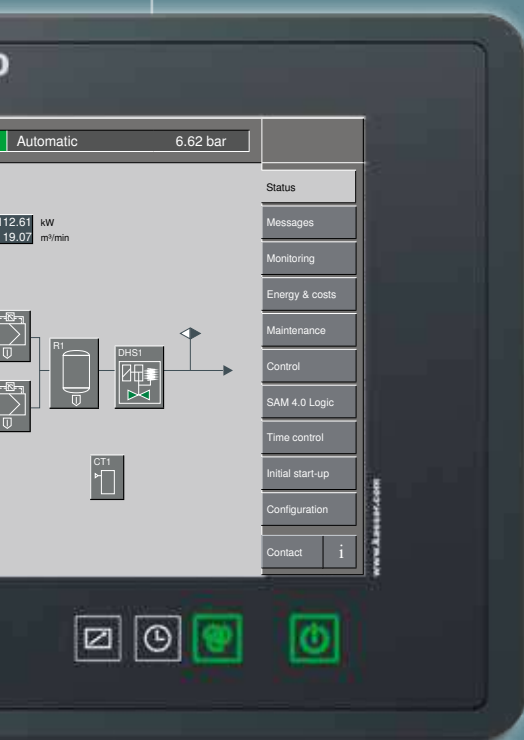 Automatic 6.62 bar
Status
112.61 kW
19.07 m³/min
Messages
Monitoring
Energy & costs
Maintenance
R1
DHS1
Control
SAM 4.0 Logic
Time control
CT1
Initial start-up
Configuration
Contact i
www.kaeser.com